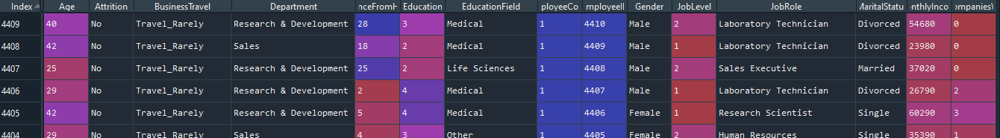 Index Age Attrition BusinessTravel Department nceFromH Education EducationField ployeeCo mployeeI Gender JobLevel JobRole MaritalStatu nthlyInco ompanies
4409 40 No Travel_Rarely Research & Development 28 3 Medical 1 4410 Male 2 Laboratory Technician Divorced 54680 0
4408 42 No Travel_Rarely Sales 18 2 Medical 1 4409 Male 1 Laboratory Technician Divorced 23980 0
4407 25 No Travel_Rarely Research & Development 25 2 Life Sciences 1 4408 Male 2 Sales Executive Married 37020 0
4406 29 No Travel_Rarely Research & Development 2 4 Medical 1 4407 Male 1 Laboratory Technician Divorced 26790 2
4405 42 No Travel_Rarely Research & Development 5 4 Medical 1 4406 Female 1 Research Scientist Single 60290 3
4404 29 No Travel_Rarely Sales 4 3 Other 1 4405 Female 2 Human Resources Single 35390 1